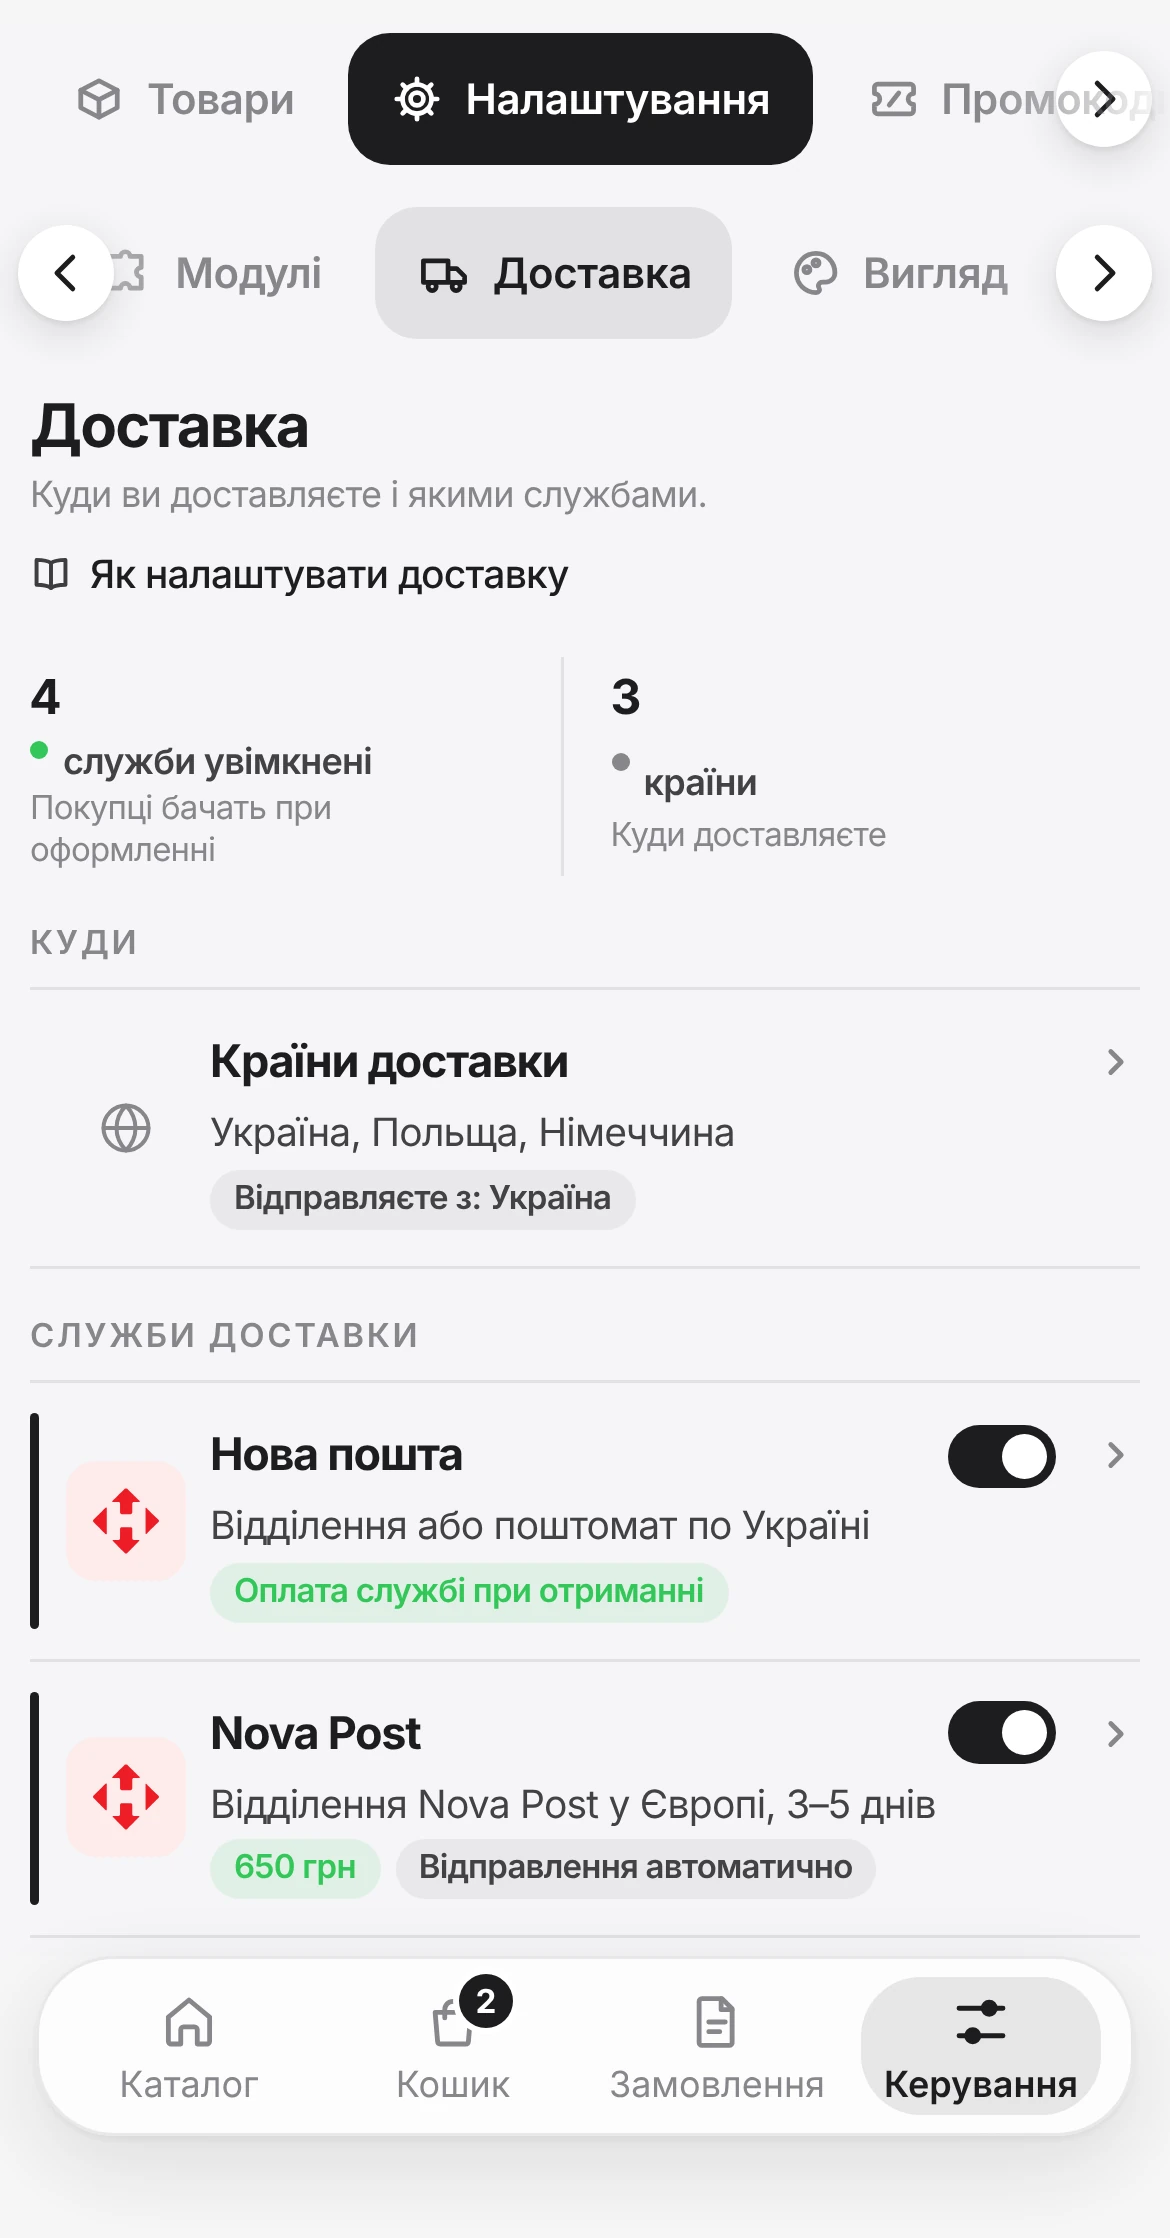 Товари
Налаштування
Промокоди
Модулі
Доставка
Вигляд
Доставка
Куди ви доставляєте і якими службами.
Як налаштувати доставку
4
служби увімкнені
Покупці бачать при
оформленні
3
країни
Куди доставляєте
КУДИ
Країни доставки
Україна, Польща, Німеччина
Відправляєте з: Україна
СЛУЖБИ ДОСТАВКИ
Нова пошта
Відділення або поштомат по Україні
Оплата службі при отриманні
Nova Post
Відділення Nova Post у Європі, 3–5 днів
650 грн
Відправлення автоматично
2
Каталог
Кошик
Замовлення
Керування